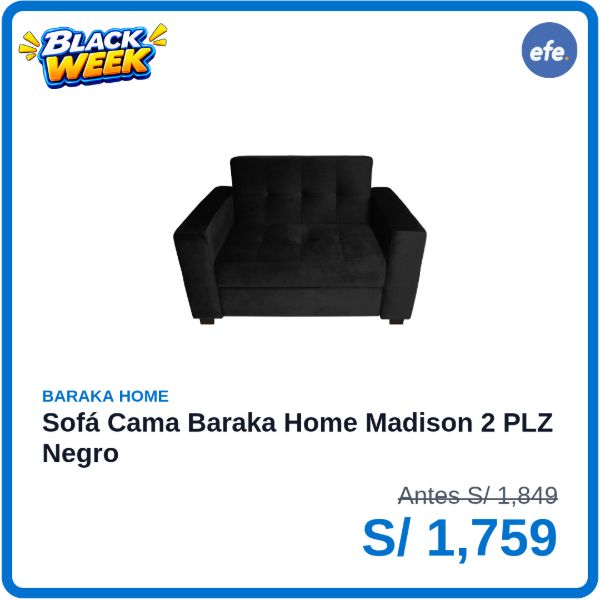 BLACK
WEEK
efe.
BARAKA HOME
Sofá Cama Baraka Home Madison 2 PLZ
Negro
Antes S/ 1,849
S/ 1,759